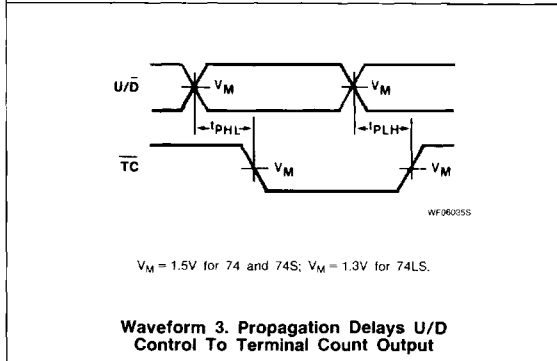 U/D̄ V_M V_M
t_PHL t_PLH
T̄C̄ V_M V_M
WF06035S
V_M = 1.5V for 74 and 74S; V_M = 1.3V for 74LS.
Waveform 3. Propagation Delays U/D
Control To Terminal Count Output